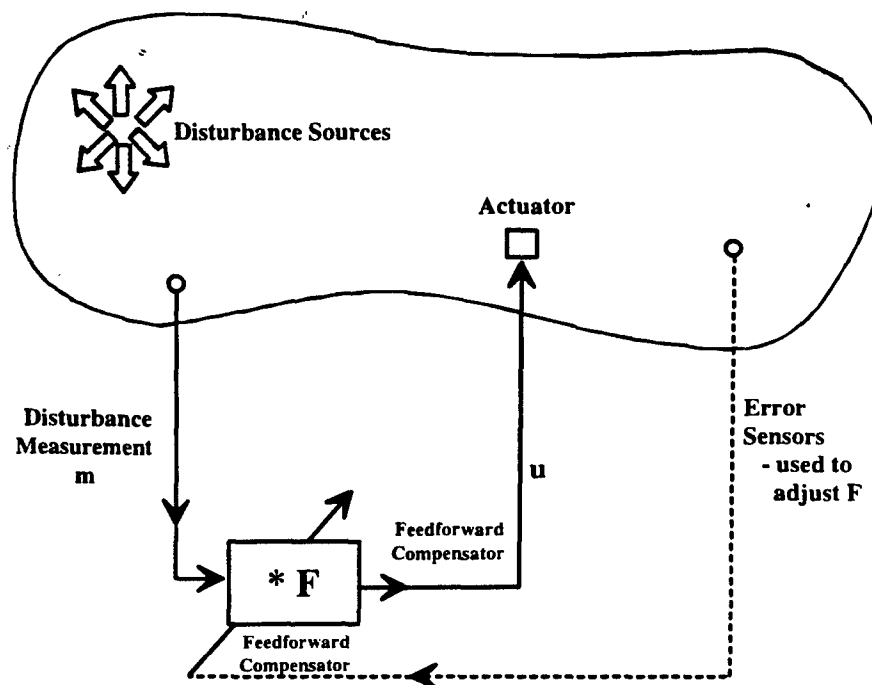 Disturbance Sources
Actuator
Disturbance
Measurement
m
Error
Sensors
- used to
adjust F
u
Feedforward
Compensator
* F
Feedforward
Compensator